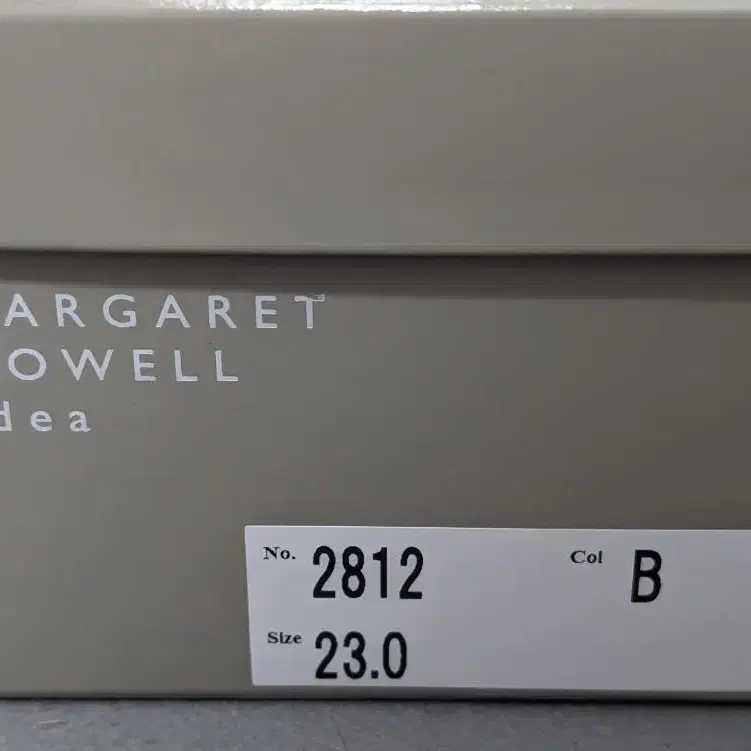 ARGARET
OWELL
dea
No. 2812 Col B
Size 23.0